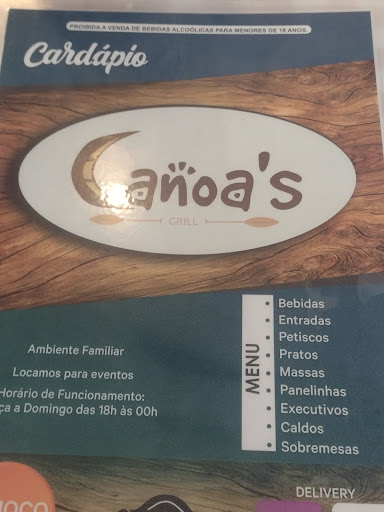 PROIBIDA A VENDA DE BEBIDAS ALCOÓLICAS PARA MENORES DE 18 ANOS.
Cardápio
Canoa's
GRILL
Ambiente Familiar
Locamos para eventos
Horário de Funcionamento:
ça a Domingo das 18h às 00h
MENU
• Bebidas
• Entradas
• Petiscos
• Pratos
• Massas
• Panelinhas
• Executivos
• Caldos
• Sobremesas
DELIVERY